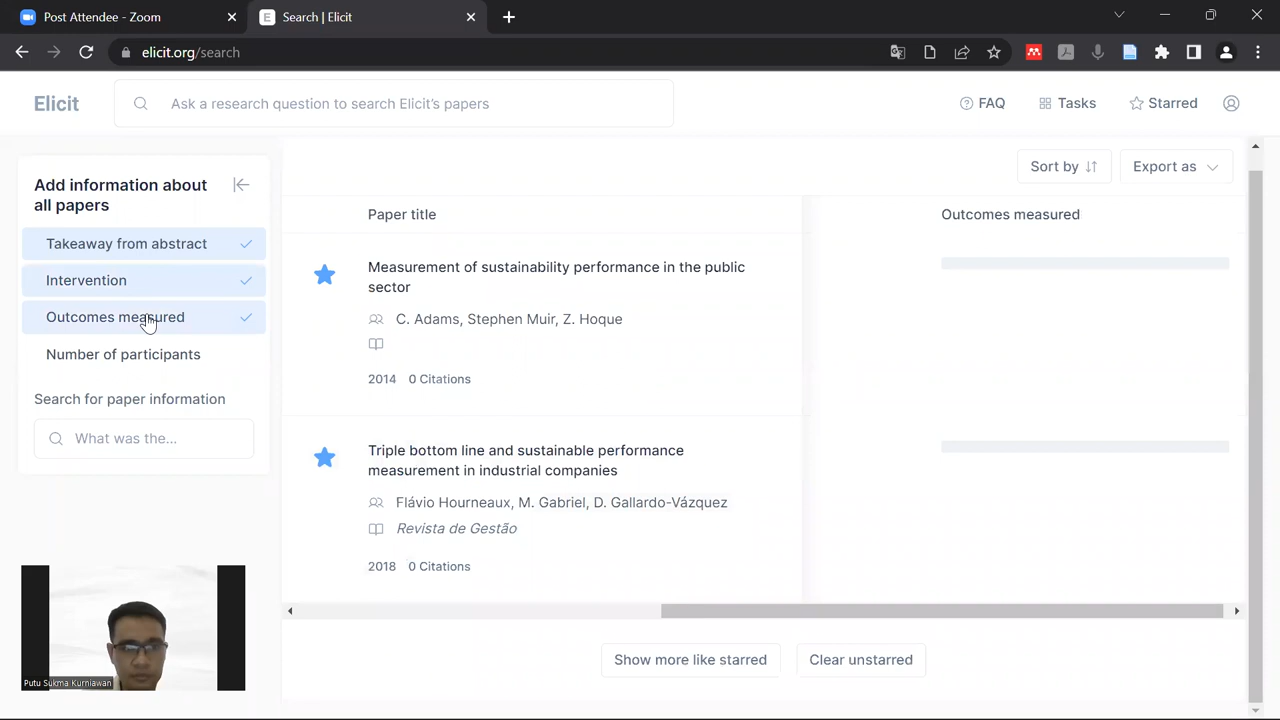 Post Attendee - Zoom
Search | Elicit
elicit.org/search
Elicit
Ask a research question to search Elicit's papers
FAQ
Tasks
Starred
Add information about
all papers
Takeaway from abstract
Intervention
Outcomes measured
Number of participants
Search for paper information
What was the...
Sort by
Export as
Paper title
Outcomes measured
Measurement of sustainability performance in the public
sector
C. Adams, Stephen Muir, Z. Hoque
2014 0 Citations
Triple bottom line and sustainable performance
measurement in industrial companies
Flávio Hourneaux, M. Gabriel, D. Gallardo-Vázquez
Revista de Gestão
2018 0 Citations
Show more like starred
Clear unstarred
Putu Sukma Kurniawan